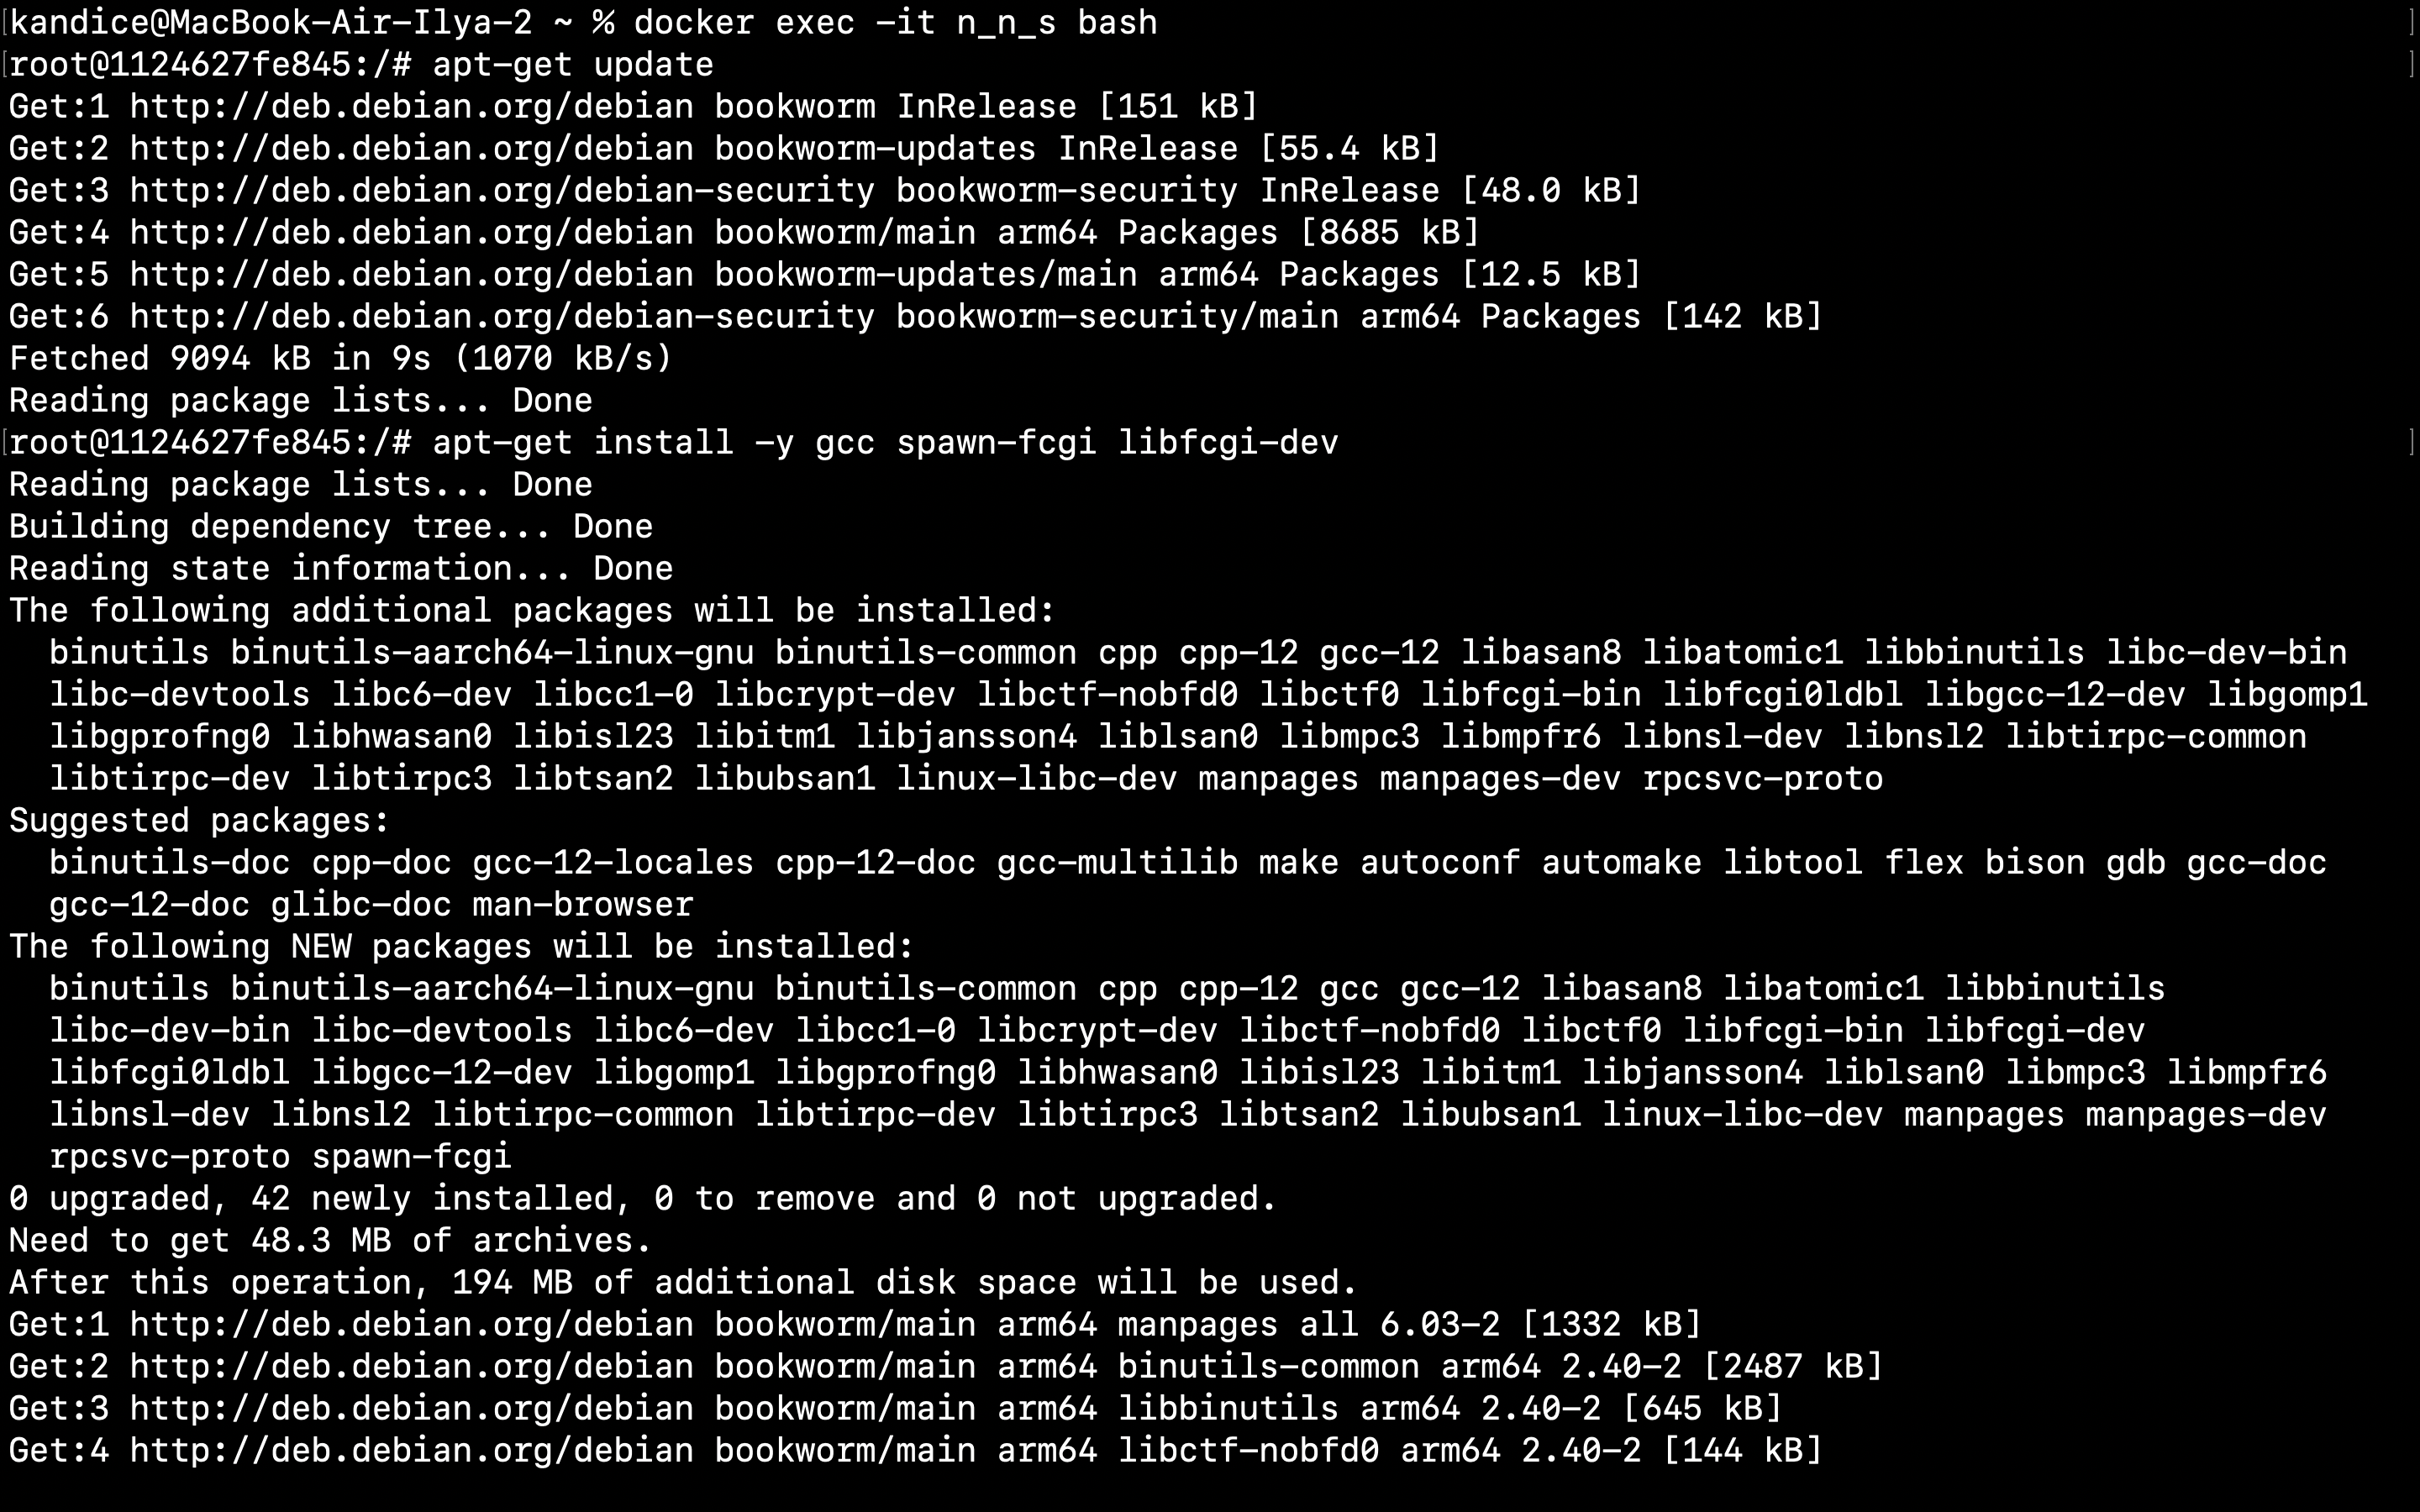 [kandice@MacBook-Air-Ilya-2 ~ % docker exec -it n_n_s bash ]
[root@1124627fe845:/# apt-get update ]
Get:1 http://deb.debian.org/debian bookworm InRelease [151 kB]
Get:2 http://deb.debian.org/debian bookworm-updates InRelease [55.4 kB]
Get:3 http://deb.debian.org/debian-security bookworm-security InRelease [48.0 kB]
Get:4 http://deb.debian.org/debian bookworm/main arm64 Packages [8685 kB]
Get:5 http://deb.debian.org/debian bookworm-updates/main arm64 Packages [12.5 kB]
Get:6 http://deb.debian.org/debian-security bookworm-security/main arm64 Packages [142 kB]
Fetched 9094 kB in 9s (1070 kB/s)
Reading package lists... Done
[root@1124627fe845:/# apt-get install -y gcc spawn-fcgi libfcgi-dev ]
Reading package lists... Done
Building dependency tree... Done
Reading state information... Done
The following additional packages will be installed:
  binutils binutils-aarch64-linux-gnu binutils-common cpp cpp-12 gcc-12 libasan8 libatomic1 libbinutils libc-dev-bin
  libc-devtools libc6-dev libcc1-0 libcrypt-dev libctf-nobfd0 libctf0 libfcgi-bin libfcgi0ldbl libgcc-12-dev libgomp1
  libgprofng0 libhwasan0 libisl23 libitm1 libjansson4 liblsan0 libmpc3 libmpfr6 libnsl-dev libnsl2 libtirpc-common
  libtirpc-dev libtirpc3 libtsan2 libubsan1 linux-libc-dev manpages manpages-dev rpcsvc-proto
Suggested packages:
  binutils-doc cpp-doc gcc-12-locales cpp-12-doc gcc-multilib make autoconf automake libtool flex bison gdb gcc-doc
  gcc-12-doc glibc-doc man-browser
The following NEW packages will be installed:
  binutils binutils-aarch64-linux-gnu binutils-common cpp cpp-12 gcc gcc-12 libasan8 libatomic1 libbinutils
  libc-dev-bin libc-devtools libc6-dev libcc1-0 libcrypt-dev libctf-nobfd0 libctf0 libfcgi-bin libfcgi-dev
  libfcgi0ldbl libgcc-12-dev libgomp1 libgprofng0 libhwasan0 libisl23 libitm1 libjansson4 liblsan0 libmpc3 libmpfr6
  libnsl-dev libnsl2 libtirpc-common libtirpc-dev libtirpc3 libtsan2 libubsan1 linux-libc-dev manpages manpages-dev
  rpcsvc-proto spawn-fcgi
0 upgraded, 42 newly installed, 0 to remove and 0 not upgraded.
Need to get 48.3 MB of archives.
After this operation, 194 MB of additional disk space will be used.
Get:1 http://deb.debian.org/debian bookworm/main arm64 manpages all 6.03-2 [1332 kB]
Get:2 http://deb.debian.org/debian bookworm/main arm64 binutils-common arm64 2.40-2 [2487 kB]
Get:3 http://deb.debian.org/debian bookworm/main arm64 libbinutils arm64 2.40-2 [645 kB]
Get:4 http://deb.debian.org/debian bookworm/main arm64 libctf-nobfd0 arm64 2.40-2 [144 kB]